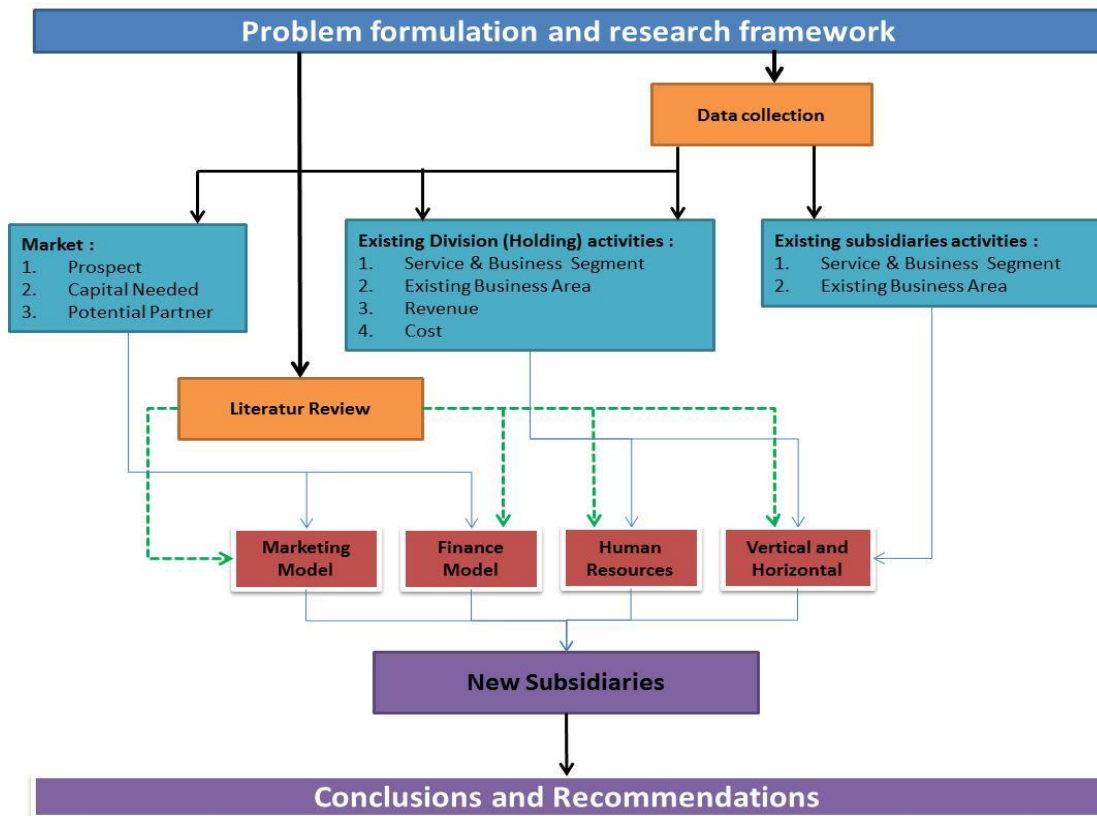 Problem formulation and research framework
Data collection
Market :
1. Prospect
2. Capital Needed
3. Potential Partner
Existing Division (Holding) activities :
1. Service & Business Segment
2. Existing Business Area
3. Revenue
4. Cost
Existing subsidiaries activities :
1. Service & Business Segment
2. Existing Business Area
Literatur Review
Marketing
Model
Finance
Model
Human
Resources
Vertical and
Horizontal
New Subsidiaries
Conclusions and Recommendations